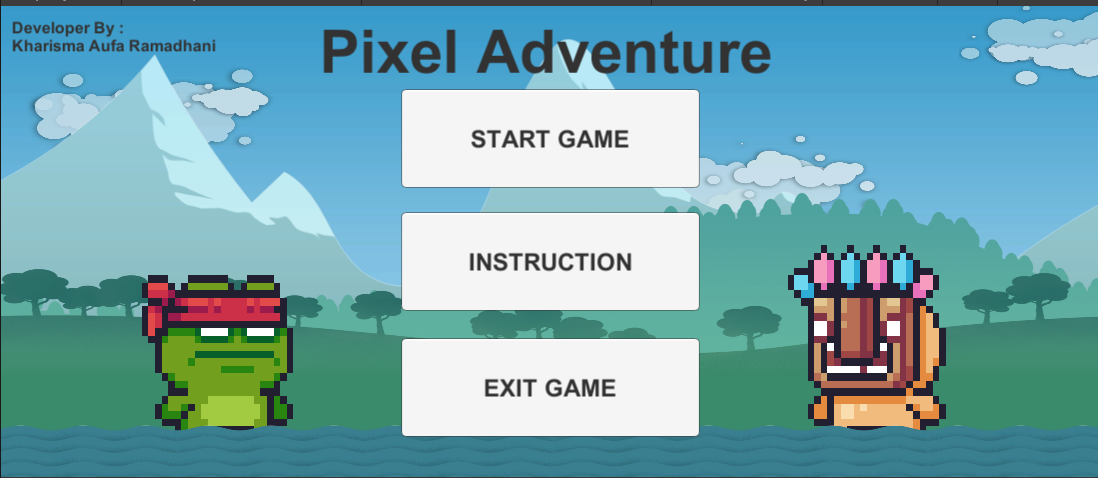 Developer By :
Kharisma Aufa Ramadhani
Pixel Adventure
START GAME
INSTRUCTION
EXIT GAME